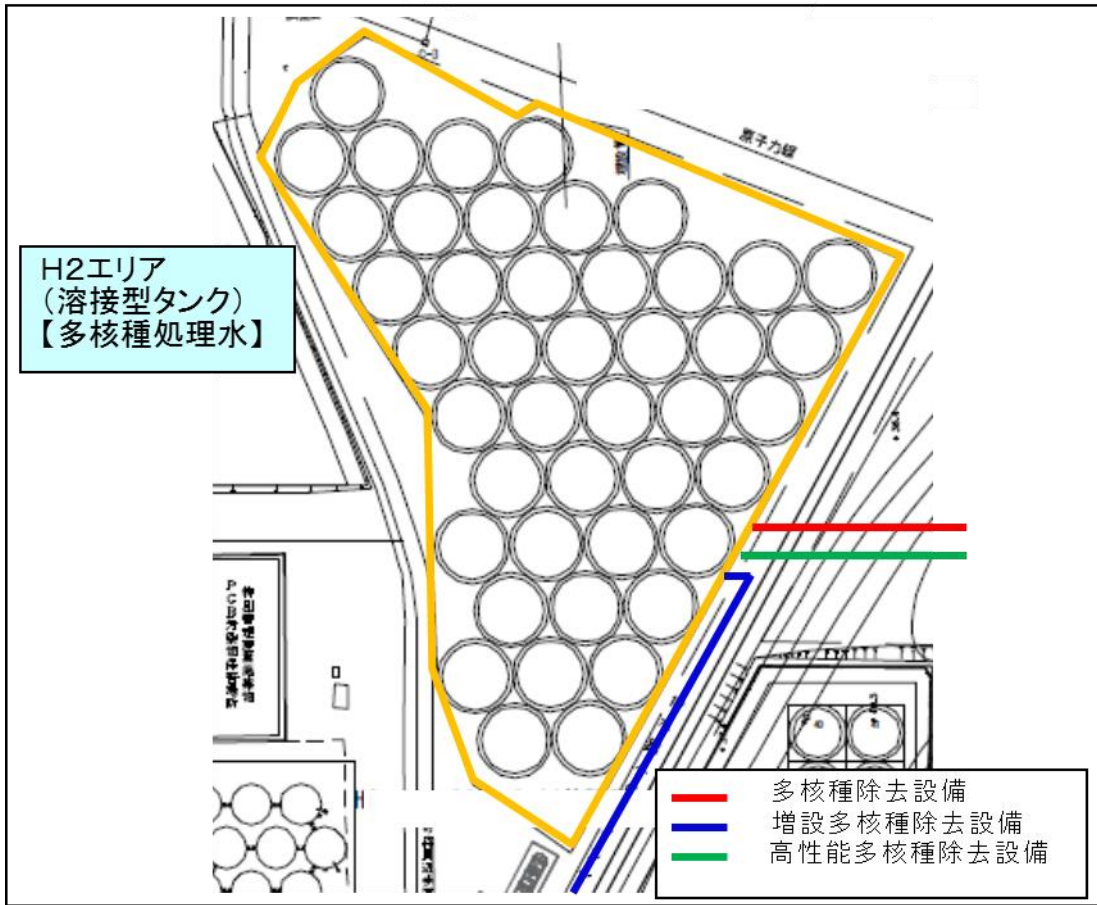 C-3
原子力線
H2エリア
（溶接型タンク）
【多核種処理水】
多核種除去設備
増設多核種除去設備
高性能多核種除去設備